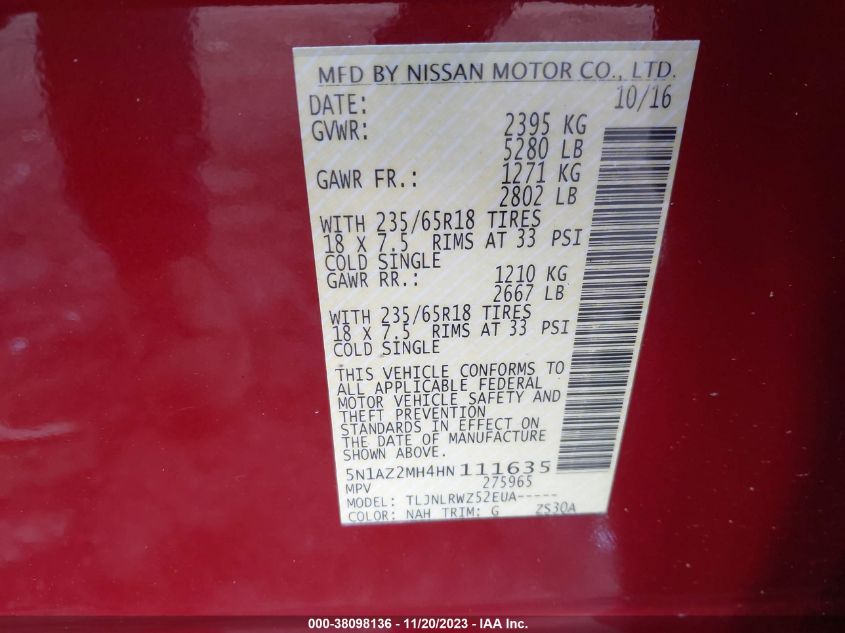 MFD BY NISSAN MOTOR CO., LTD.
DATE: 10/16
GVWR: 2395 KG
5280 LB
GAWR FR.: 1271 KG
2802 LB
WITH 235/65R18 TIRES
18 X 7.5 RIMS AT 33 PSI
COLD SINGLE
GAWR RR.: 1210 KG
2667 LB
WITH 235/65R18 TIRES
18 X 7.5 RIMS AT 33 PSI
COLD SINGLE
THIS VEHICLE CONFORMS TO
ALL APPLICABLE FEDERAL
MOTOR VEHICLE SAFETY AND
THEFT PREVENTION
STANDARDS IN EFFECT ON
THE DATE OF MANUFACTURE
SHOWN ABOVE.
5N1AZ2MH4HN111635
MPV 275965
MODEL: TLJNLRWZ52EUA-----
COLOR: NAH TRIM: G ZS30A
000-38098136 - 11/20/2023 - IAA Inc.